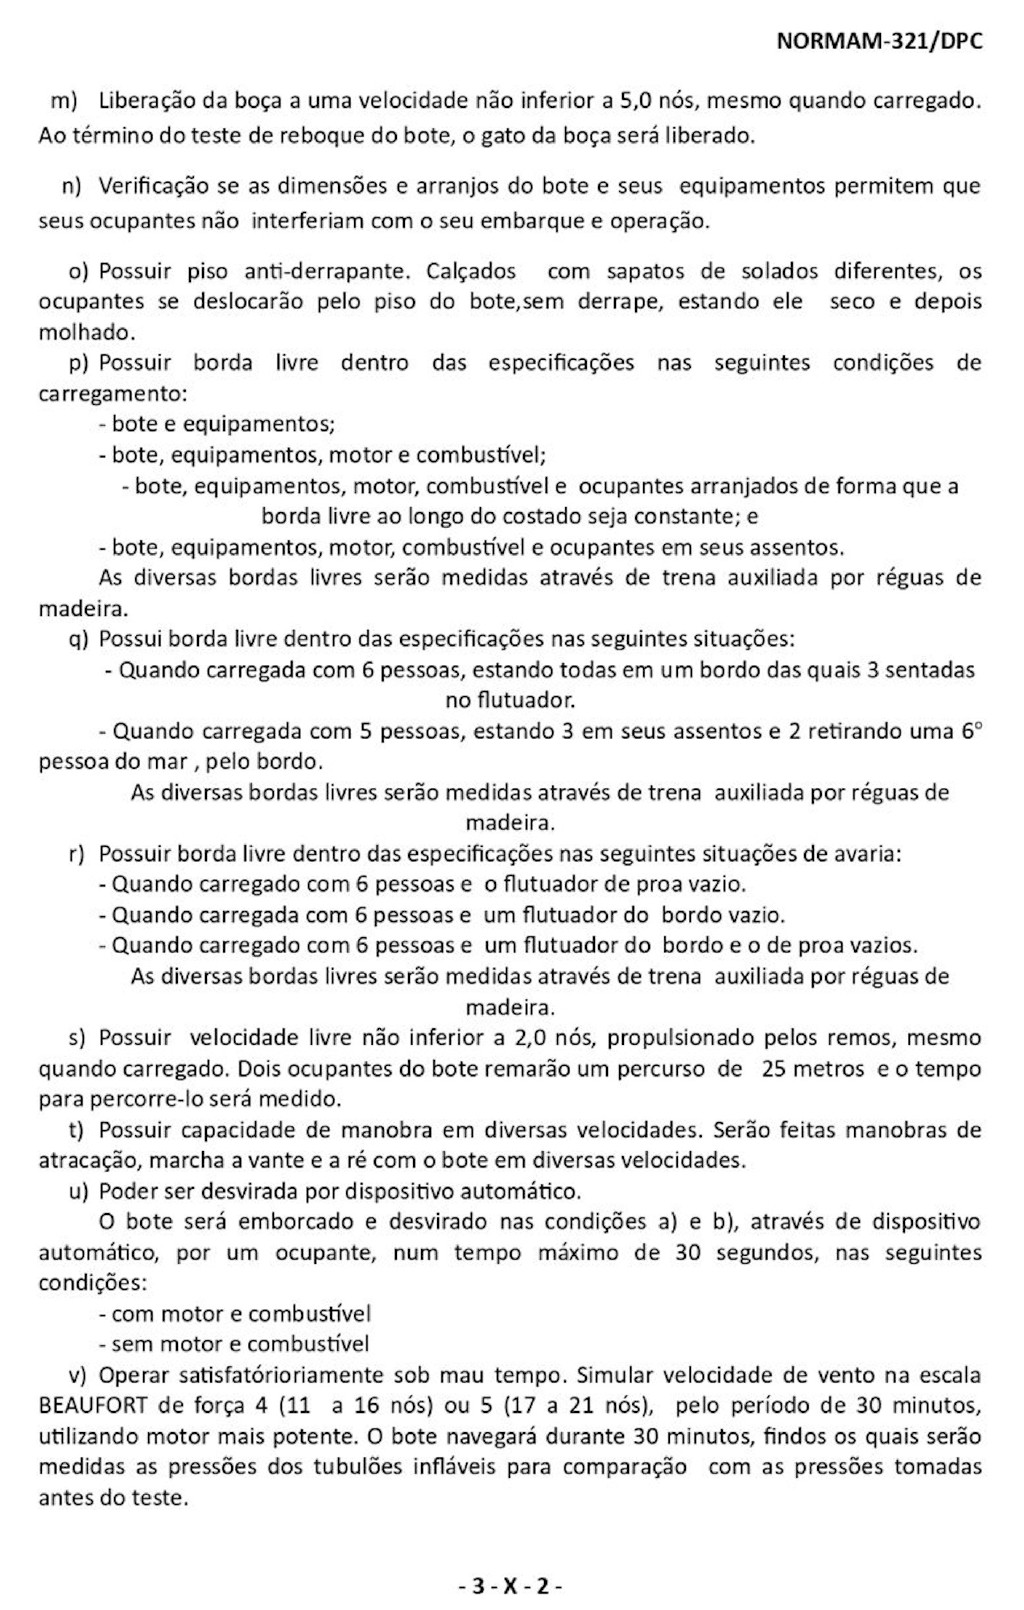 NORMAM-321/DPC
m) Liberação da boça a uma velocidade não inferior a 5,0 nós, mesmo quando carregado.
Ao término do teste de reboque do bote, o gato da boça será liberado.
n) Verificação se as dimensões e arranjos do bote e seus equipamentos permitem que
seus ocupantes não interferiam com o seu embarque e operação.
o) Possuir piso anti-derrapante. Calçados com sapatos de solados diferentes, os
ocupantes se deslocarão pelo piso do bote,sem derrape, estando ele seco e depois
molhado.
p) Possuir borda livre dentro das especificações nas seguintes condições de
carregamento:
- bote e equipamentos;
- bote, equipamentos, motor e combustível;
- bote, equipamentos, motor, combustível e ocupantes arranjados de forma que a
borda livre ao longo do costado seja constante; e
- bote, equipamentos, motor, combustível e ocupantes em seus assentos.
As diversas bordas livres serão medidas através de trena auxiliada por réguas de
madeira.
q) Possui borda livre dentro das especificações nas seguintes situações:
- Quando carregada com 6 pessoas, estando todas em um bordo das quais 3 sentadas
no flutuador.
- Quando carregada com 5 pessoas, estando 3 em seus assentos e 2 retirando uma 6°
pessoa do mar , pelo bordo.
As diversas bordas livres serão medidas através de trena auxiliada por réguas de
madeira.
r) Possuir borda livre dentro das especificações nas seguintes situações de avaria:
- Quando carregado com 6 pessoas e o flutuador de proa vazio.
- Quando carregada com 6 pessoas e um flutuador do bordo vazio.
- Quando carregado com 6 pessoas e um flutuador do bordo e o de proa vazios.
As diversas bordas livres serão medidas através de trena auxiliada por réguas de
madeira.
s) Possuir velocidade livre não inferior a 2,0 nós, propulsionado pelos remos, mesmo
quando carregado. Dois ocupantes do bote remarão um percurso de 25 metros e o tempo
para percorre-lo será medido.
t) Possuir capacidade de manobra em diversas velocidades. Serão feitas manobras de
atracação, marcha a vante e a ré com o bote em diversas velocidades.
u) Poder ser desvirada por dispositivo automático.
O bote será emborcado e desvirado nas condições a) e b), através de dispositivo
automático, por um ocupante, num tempo máximo de 30 segundos, nas seguintes
condições:
- com motor e combustível
- sem motor e combustível
v) Operar satisfatórioriamente sob mau tempo. Simular velocidade de vento na escala
BEAUFORT de força 4 (11 a 16 nós) ou 5 (17 a 21 nós), pelo período de 30 minutos,
utilizando motor mais potente. O bote navegará durante 30 minutos, findos os quais serão
medidas as pressões dos tubulões infláveis para comparação com as pressões tomadas
antes do teste.
- 3 - X - 2 -